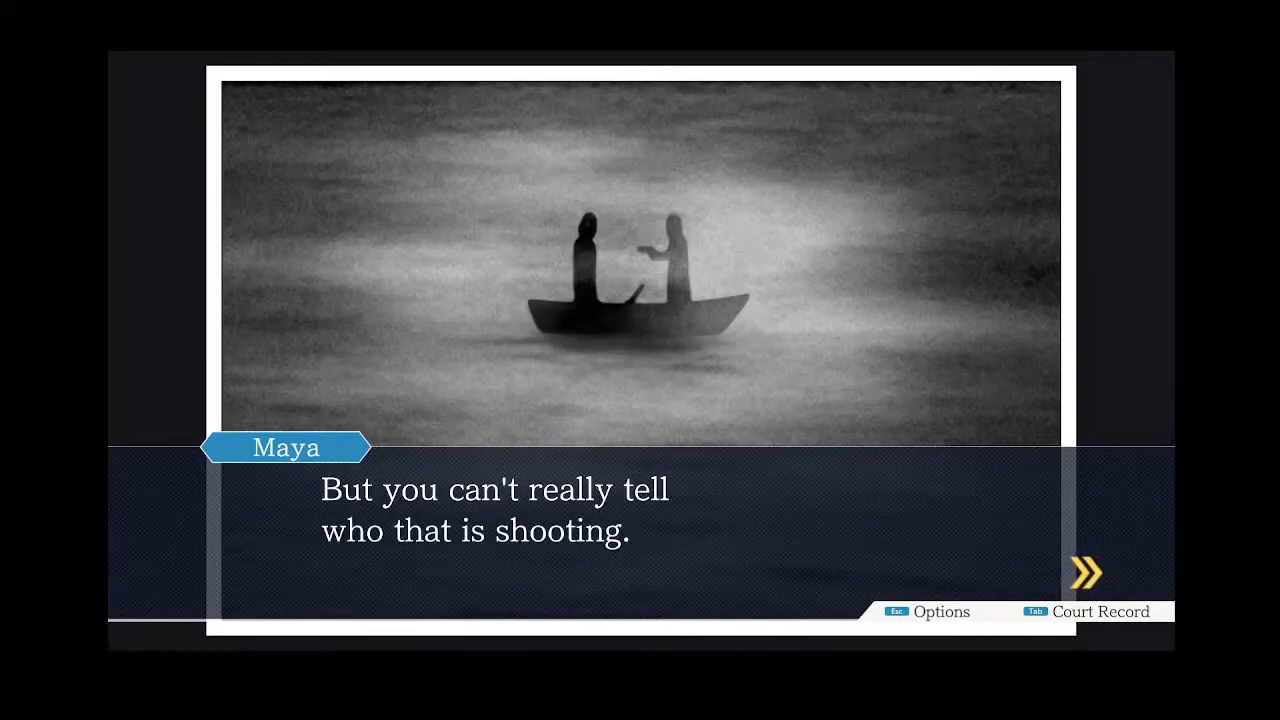 Maya
But you can't really tell
who that is shooting.
Esc Options Tab Court Record